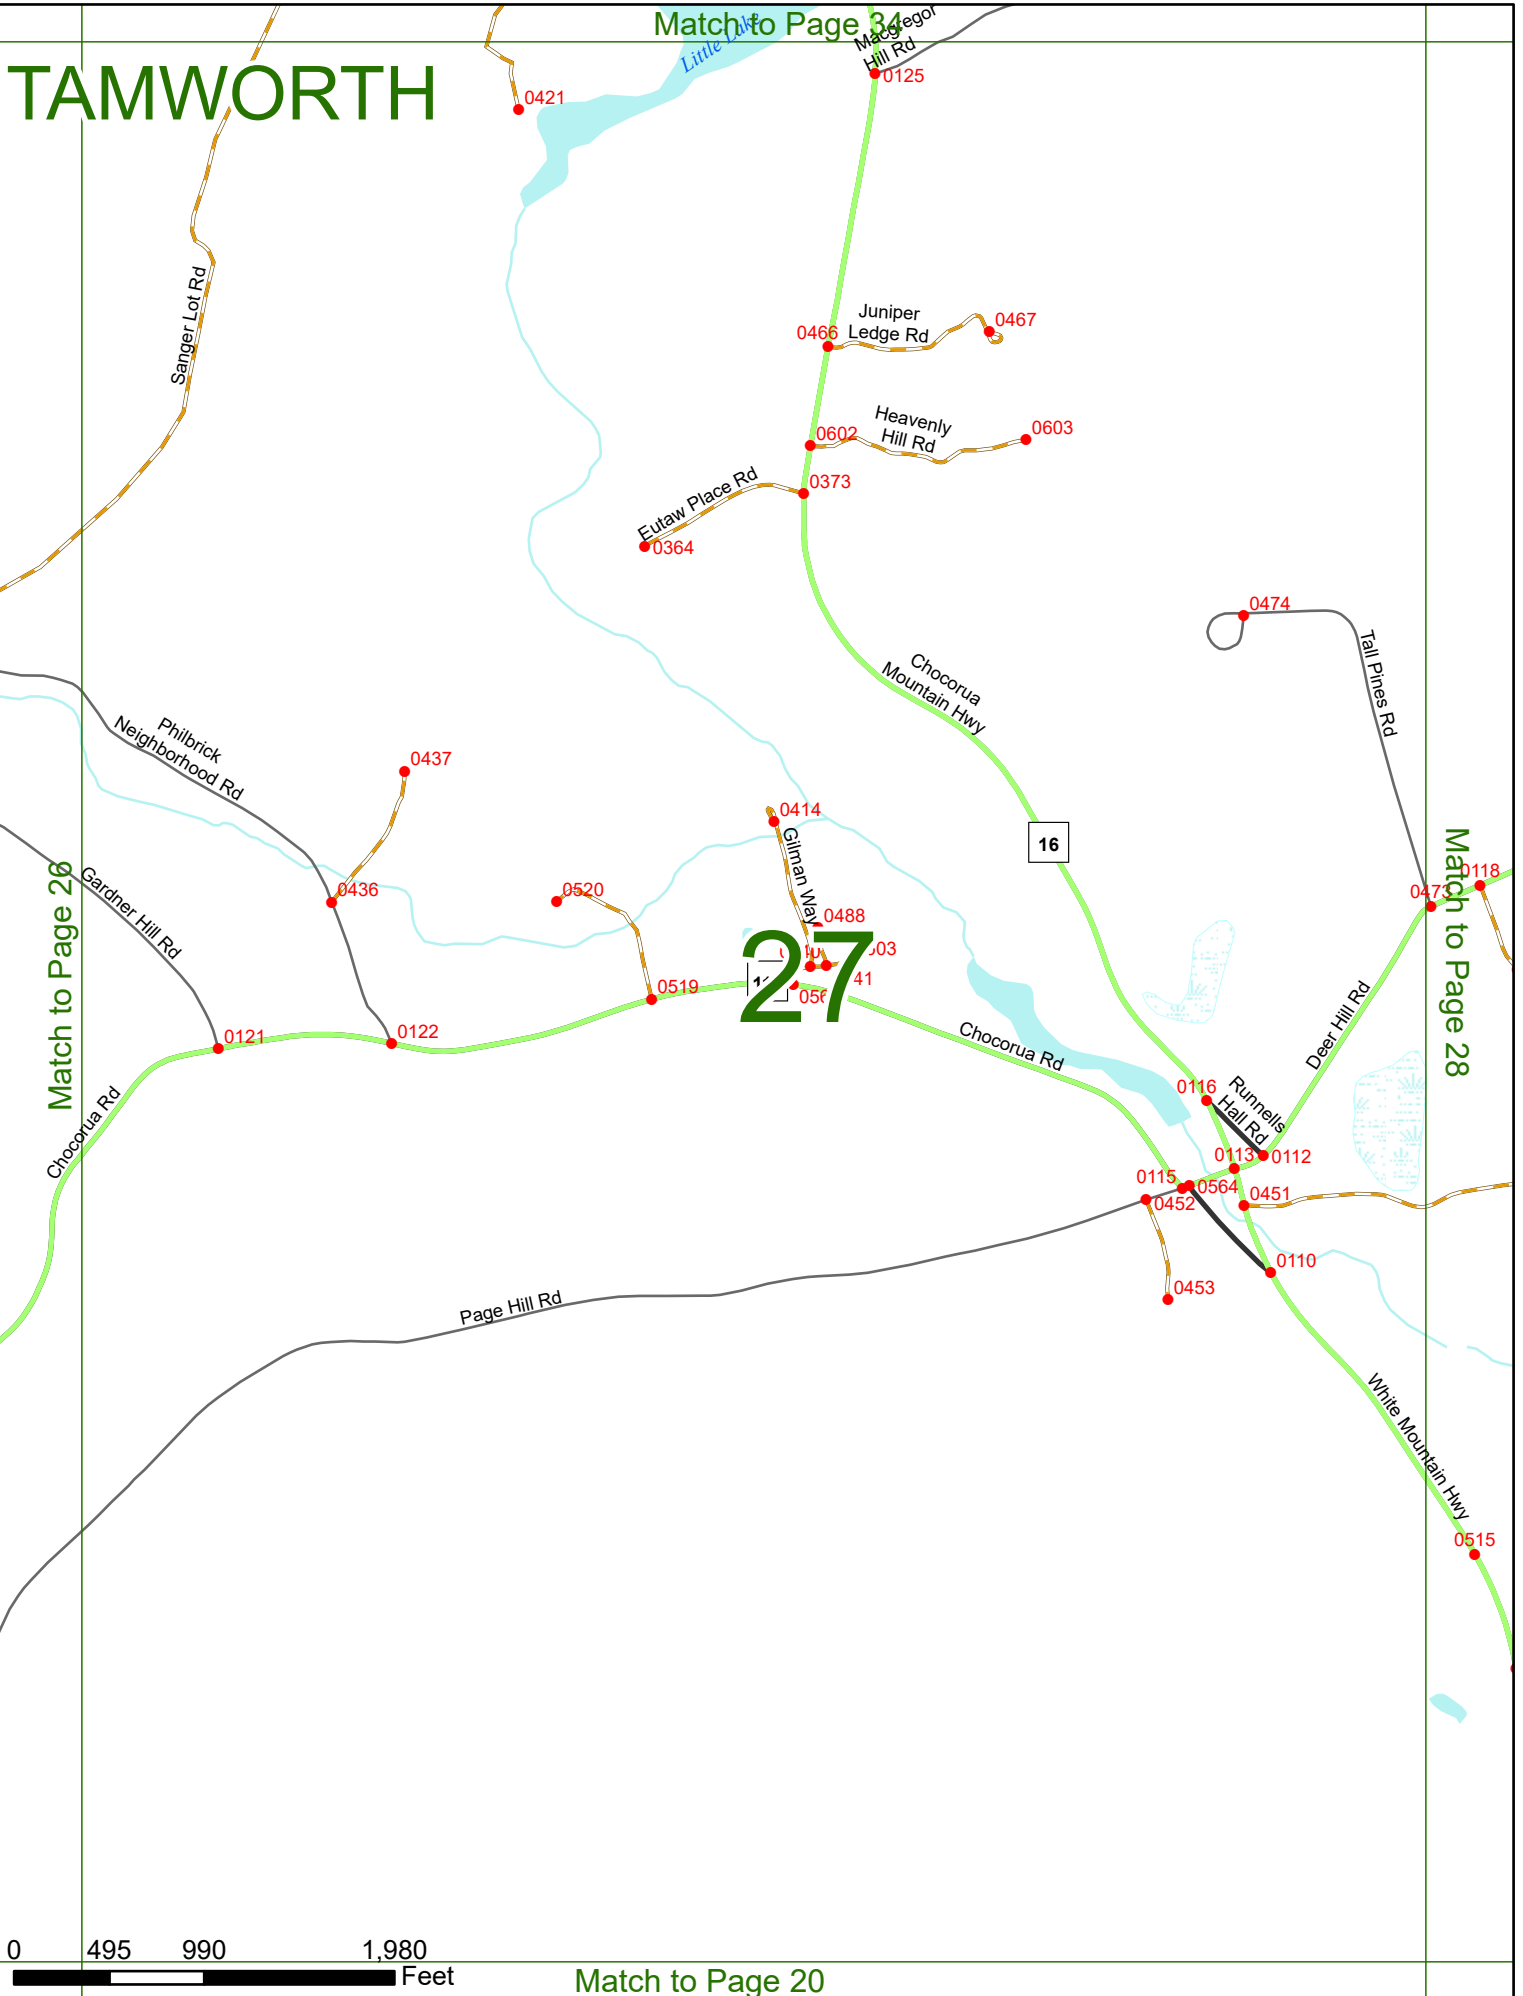 Match to Page 34
Little Lake
Macgregor
Hill Rd
0125
TAMWORTH
0421
Sanger Lot Rd
Juniper
Ledge Rd
0466
0467
Heavenly
Hill Rd
0602
0603
Eutaw Place Rd
0373
0364
0474
Tall Pines Rd
Chocorua
Mountain Hwy
Philbrick
Neighborhood Rd
0437
0414
Gilman Way
16
Match to Page 26
Gardner Hill Rd
0436
0520
0488
0473
0118
Match to Page 28
27
41
0519
0121
0122
Chocorua Rd
Chocorua Rd
Deer Hill Rd
0116
Runnells
Hall Rd
0113
0112
0115
0564
0452
0451
0110
0453
Page Hill Rd
White Mountain Hwy
0515
0
495
990
1,980
Feet
Match to Page 20